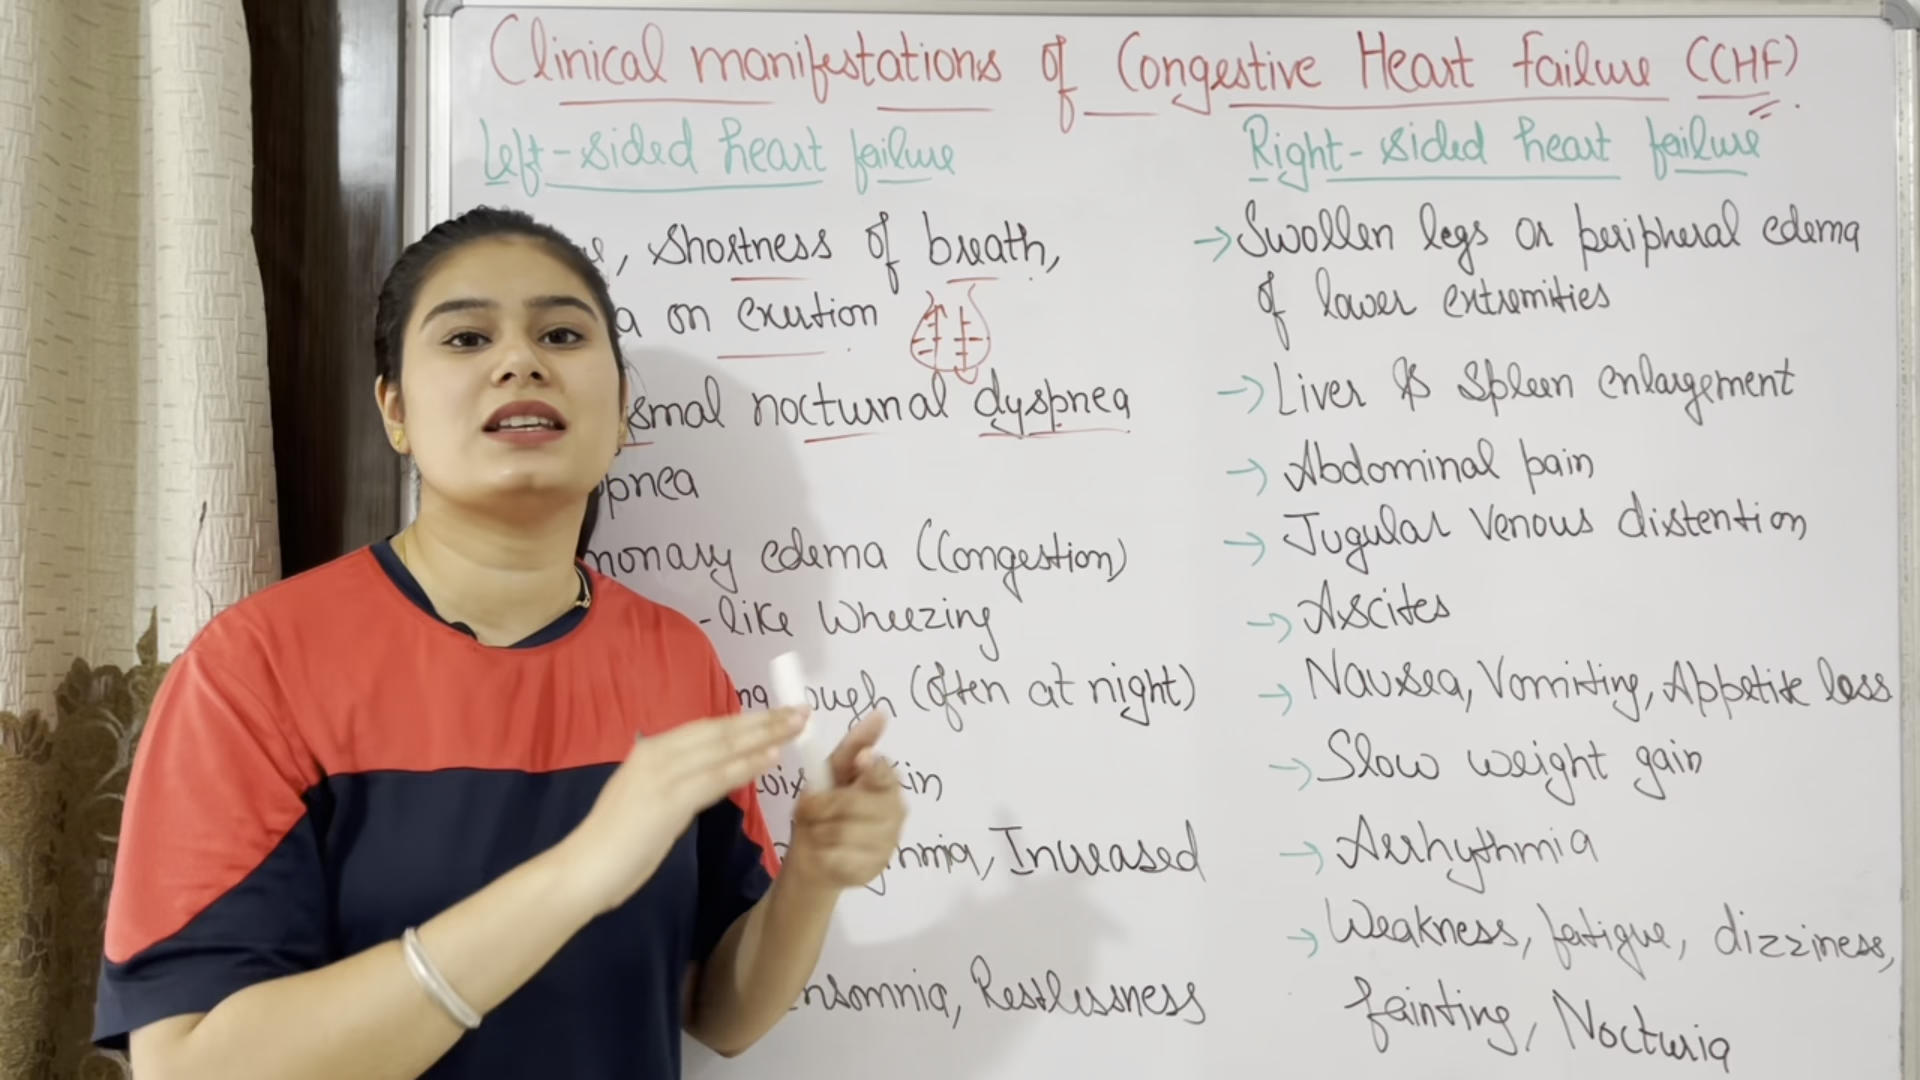 Clinical manifestations of Congestive Heart failure (CHF)
Left-sided heart failure
, Shortness of breath,
on exertion
nocturnal dyspnea
pnea
monary edema (Congestion)
-like Wheezing
ough (often at night)
hmia, Increased
nsomnia, Restlessness
Right-sided heart failure
→ Swollen legs or peripheral edema
of lower extremities
→ Liver & Spleen enlargement
→ Abdominal pain
→ Jugular Venous distention
→ Ascites
→ Nausea, Vomiting, Appetite loss
→ Slow weight gain
→ Arrhythmia
→ Weakness, fatigue, dizziness,
fainting, Nocturia